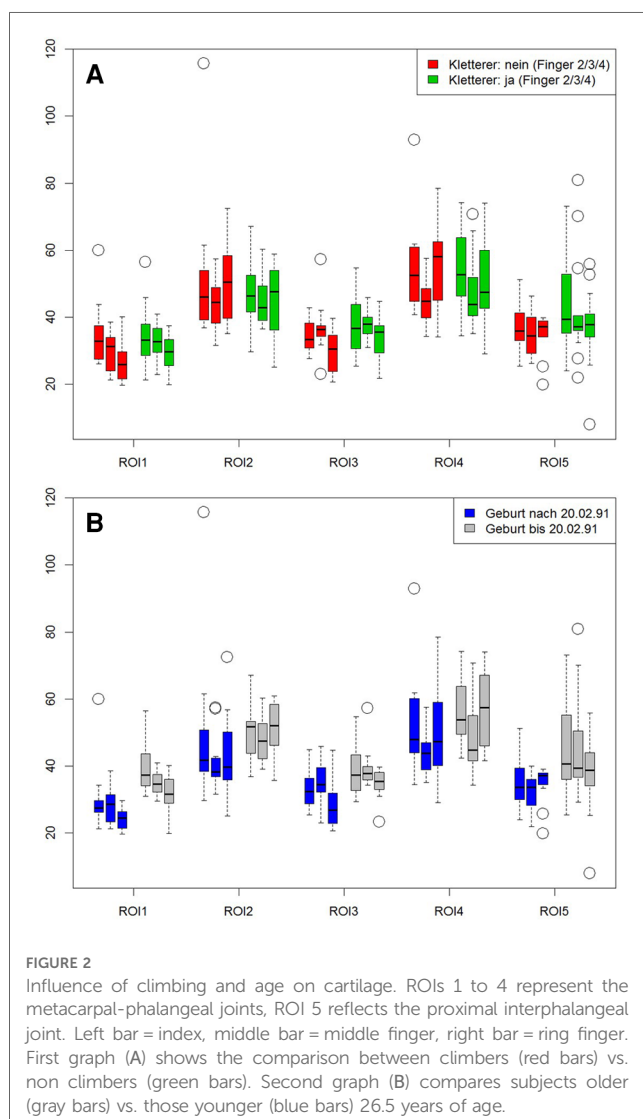 A
Kletterer: nein (Finger 2/3/4)
Kletterer: ja (Finger 2/3/4)
120
100
80
60
40
20
ROI1 ROI2 ROI3 ROI4 ROI5
B
Geburt nach 20.02.91
Geburt bis 20.02.91
120
100
80
60
40
20
ROI1 ROI2 ROI3 ROI4 ROI5
FIGURE 2
Influence of climbing and age on cartilage. ROIs 1 to 4 represent the
metacarpal-phalangeal joints, ROI 5 reflects the proximal interphalangeal
joint. Left bar = index, middle bar = middle finger, right bar = ring finger.
First graph (A) shows the comparison between climbers (red bars) vs.
non climbers (green bars). Second graph (B) compares subjects older
(gray bars) vs. those younger (blue bars) 26.5 years of age.